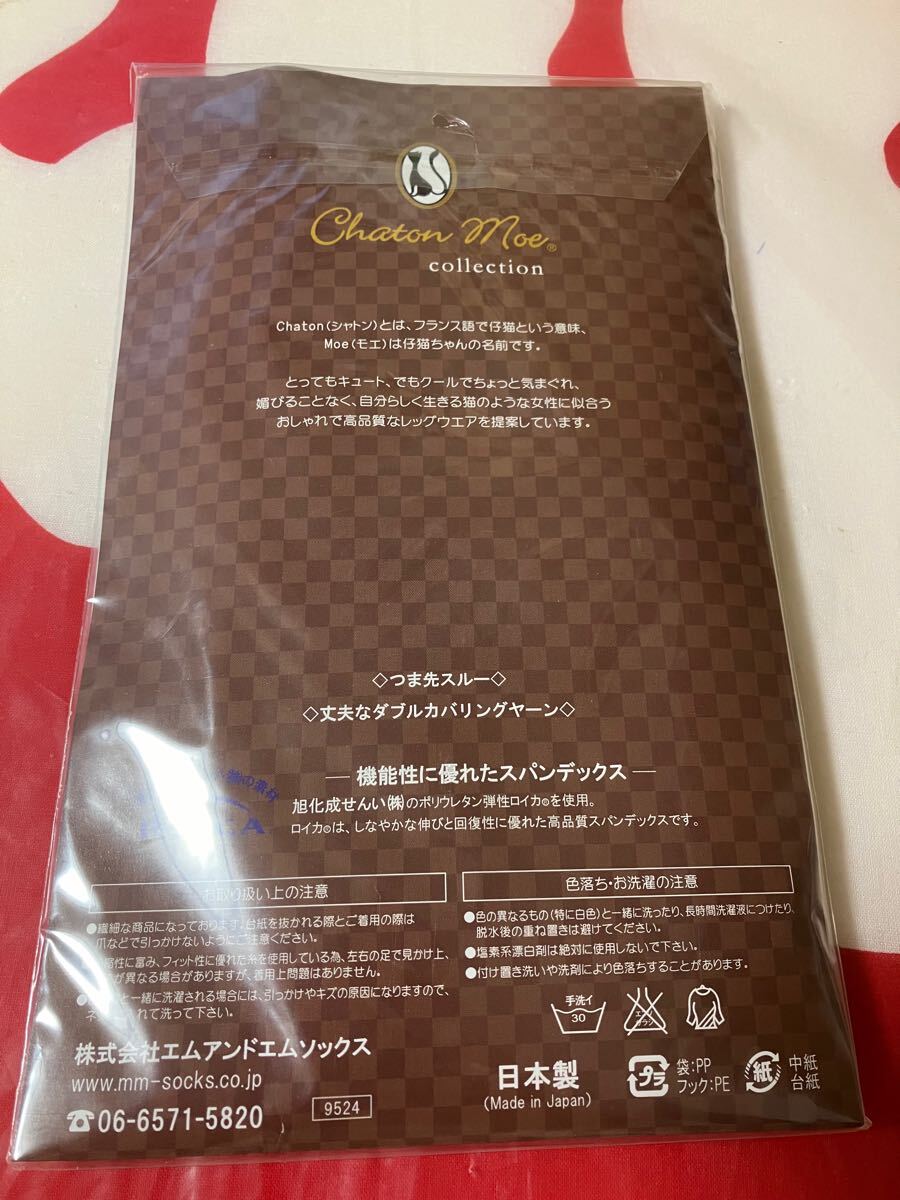 Chaton Moe®
collection
Chaton(シャトン)とは、フランス語で仔猫という意味、
Moe(モエ)は仔猫ちゃんの名前です。
とってもキュート、でもクールでちょっと気まぐれ、
媚びることなく、自分らしく生きる猫のような女性に似合う
おしゃれで高品質なレッグウエアを提案しています。
◇つま先スルー◇
◇丈夫なダブルカバリングヤーン◇
機能性に優れたスパンデックス
旭化成せんい㈱のポリウレタン弾性ロイカ®を使用。
ロイカ®は、しなやかな伸びと回復性に優れた高品質スパンデックスです。
の素材
お取り扱い上の注意
●繊細な商品になっております。台紙を抜かれる際とご着用の際は
爪などで引っかけないようにご注意ください。
性に富み、フィット性に優れた糸を使用している為、左右の足で見かけ上、
が異なる場合がありますが、着用上問題はありません。
と一緒に洗濯される場合には、引っかけやキズの原因になりますので、
れて洗って下さい。
色落ち・お洗濯の注意
●色の異なるもの(特に白色)と一緒に洗ったり、長時間洗濯液につけたり、
脱水後の重ね置きは避けてください。
●塩素系漂白剤は絶対に使用しないで下さい。
●付け置き洗いや洗剤により色落ちすることがあります。
手洗イ
30
エンソ
サラシ
株式会社エムアンドエムソックス
www.mm-socks.co.jp
☎06-6571-5820
9524
日本製
(Made in Japan)
プラ
袋:PP
フック:PE
紙
中紙
台紙